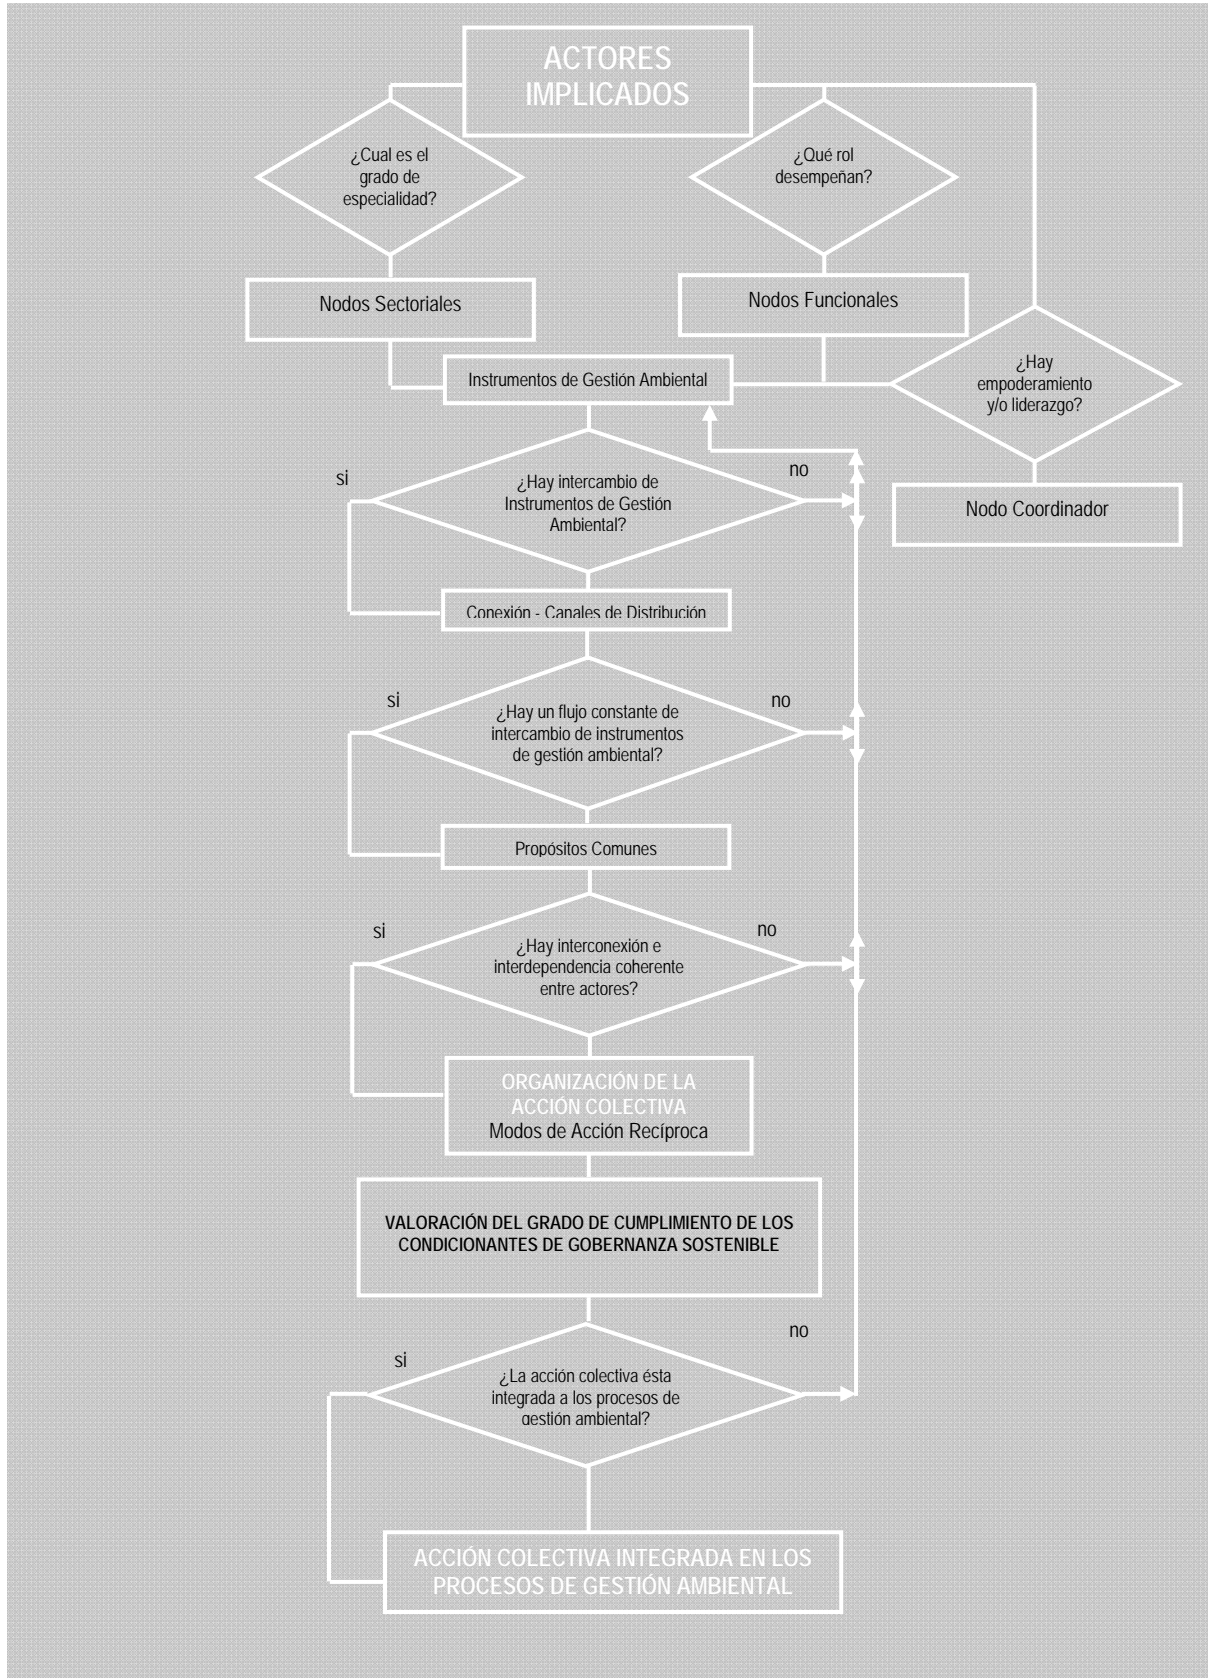 ACTORES
IMPLICADOS
¿Cual es el
grado de
especialidad?
¿Qué rol
desempeñan?
Nodos Sectoriales
Nodos Funcionales
¿Hay
empoderamiento
y/o liderazgo?
Instrumentos de Gestión Ambiental
si
no
¿Hay intercambio de
Instrumentos de Gestión
Ambiental?
Nodo Coordinador
Conexión - Canales de Distribución
si
no
¿Hay un flujo constante de
intercambio de instrumentos
de gestión ambiental?
Propósitos Comunes
si
no
¿Hay interconexión e
interdependencia coherente
entre actores?
ORGANIZACIÓN DE LA
ACCIÓN COLECTIVA
Modos de Acción Recíproca
VALORACIÓN DEL GRADO DE CUMPLIMIENTO DE LOS
CONDICIONANTES DE GOBERNANZA SOSTENIBLE
no
si
¿La acción colectiva ésta
integrada a los procesos de
gestión ambiental?
ACCIÓN COLECTIVA INTEGRADA EN LOS
PROCESOS DE GESTIÓN AMBIENTAL